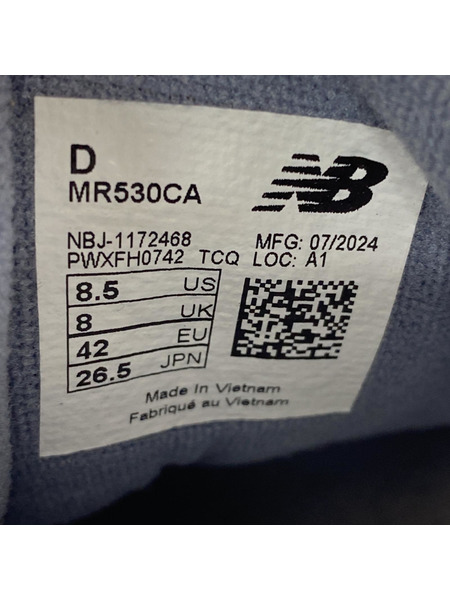 D
MR530CA
NB
NBJ-1172468 MFG: 07/2024
PWXFH0742 TCQ LOC: A1
8.5 US
8 UK
42 EU
26.5 JPN
Made In Vietnam
Fabriqué au Vietnam